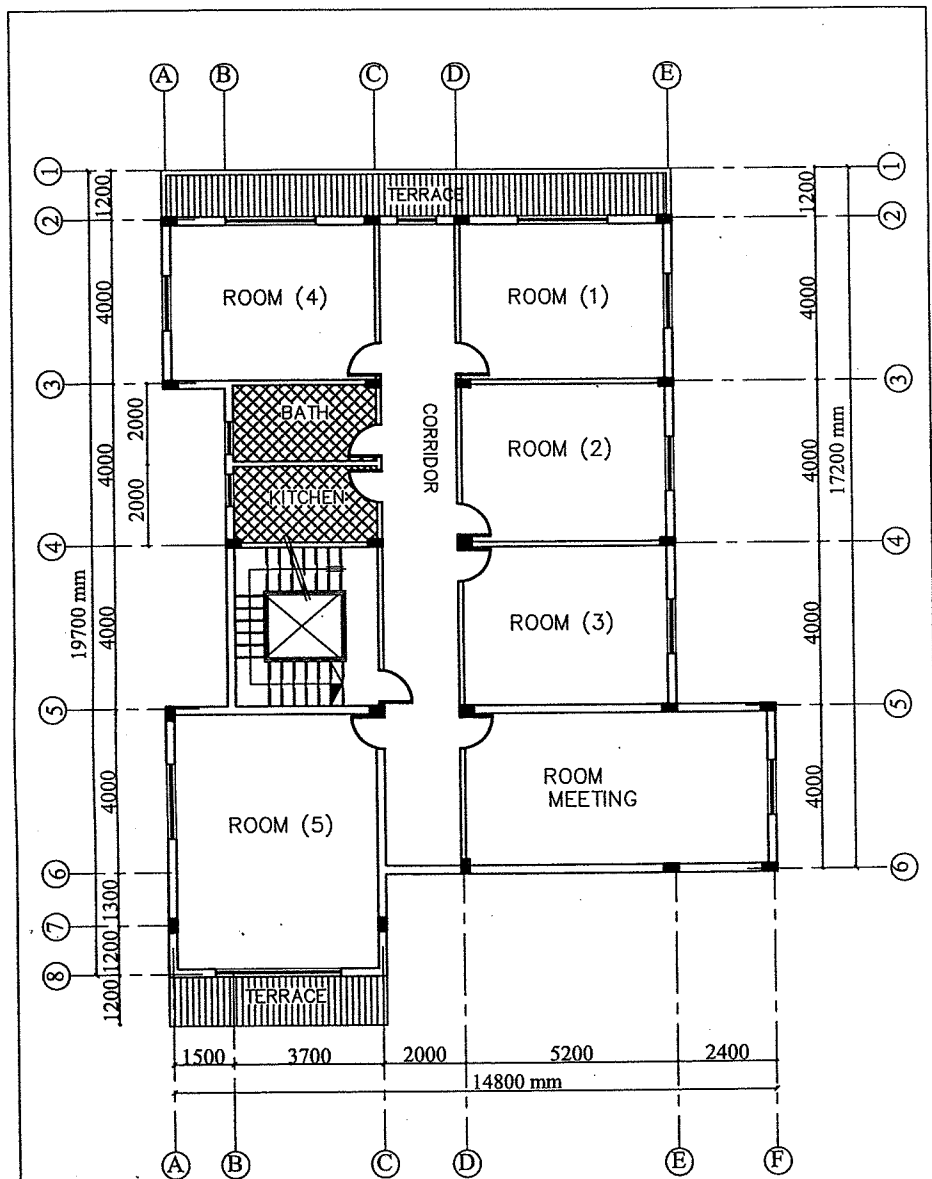 A
B
C
D
E
1
1
1200
TERRACE
1200
2
2
4000
ROOM (4)
ROOM (1)
4000
3
3
2000
BATH
CORRIDOR
ROOM (2)
4000
4000
17200 mm
2000
KITCHEN
4
4
19700 mm
4000
ROOM (3)
4000
5
5
4000
ROOM
MEETING
4000
ROOM (5)
6
6
1300
7
1200
8
1200
TERRACE
1500
3700
2000
5200
2400
14800 mm
A
B
C
D
E
F